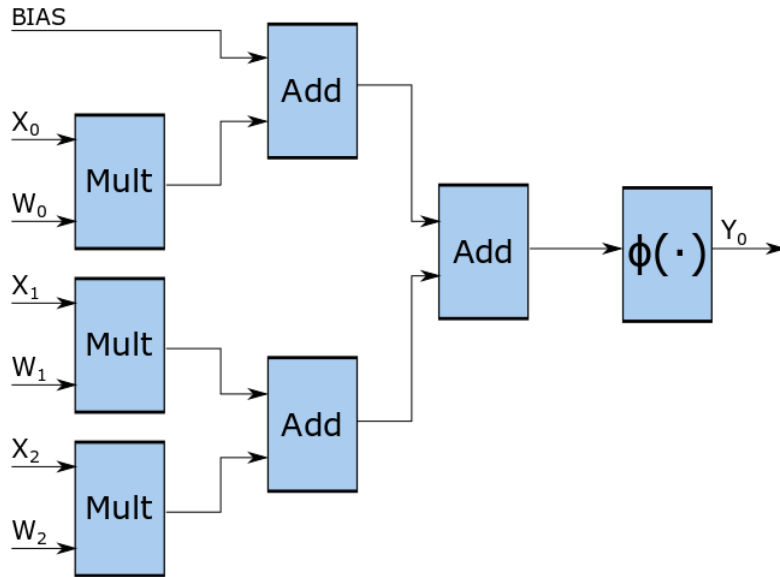 BIAS
Add
X₀
Mult
W₀
Add
ϕ(·)
Y₀
X₁
Mult
W₁
Add
X₂
Mult
W₂